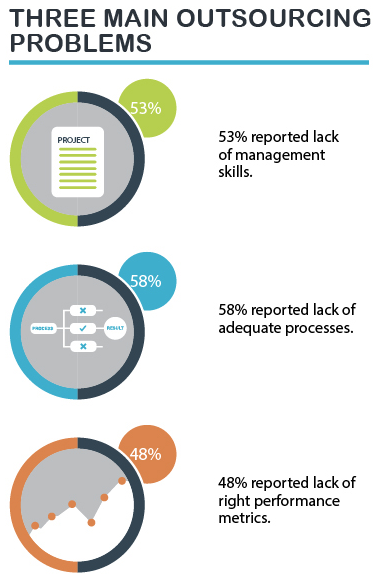 THREE MAIN OUTSOURCING
PROBLEMS
53%
PROJECT
53% reported lack
of management
skills.
58%
PROCESS
RESULT
58% reported lack of
adequate processes.
48%
48% reported lack of
right performance
metrics.